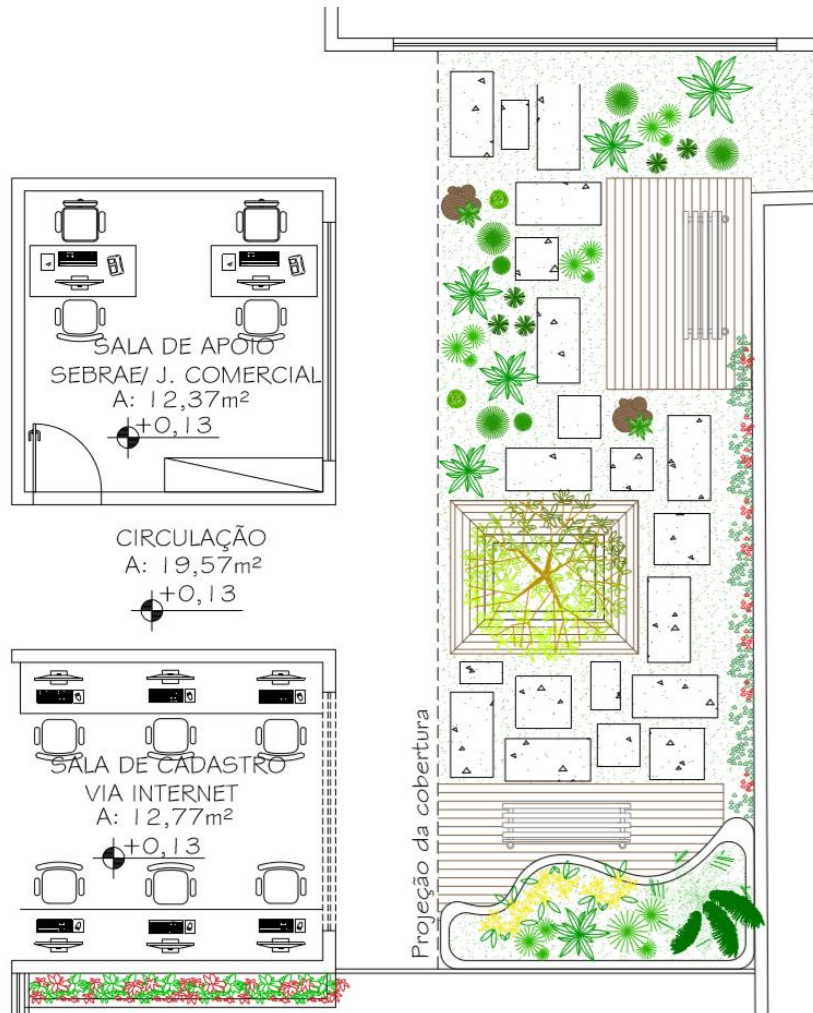 SALA DE APOIO
SEBRAE/ J. COMERCIAL
A: 12,37m²
+0,13
CIRCULAÇÃO
A: 19,57m²
+0,13
SALA DE CADASTRO
VIA INTERNET
A: 12,77m²
+0,13
Projeção da cobertura